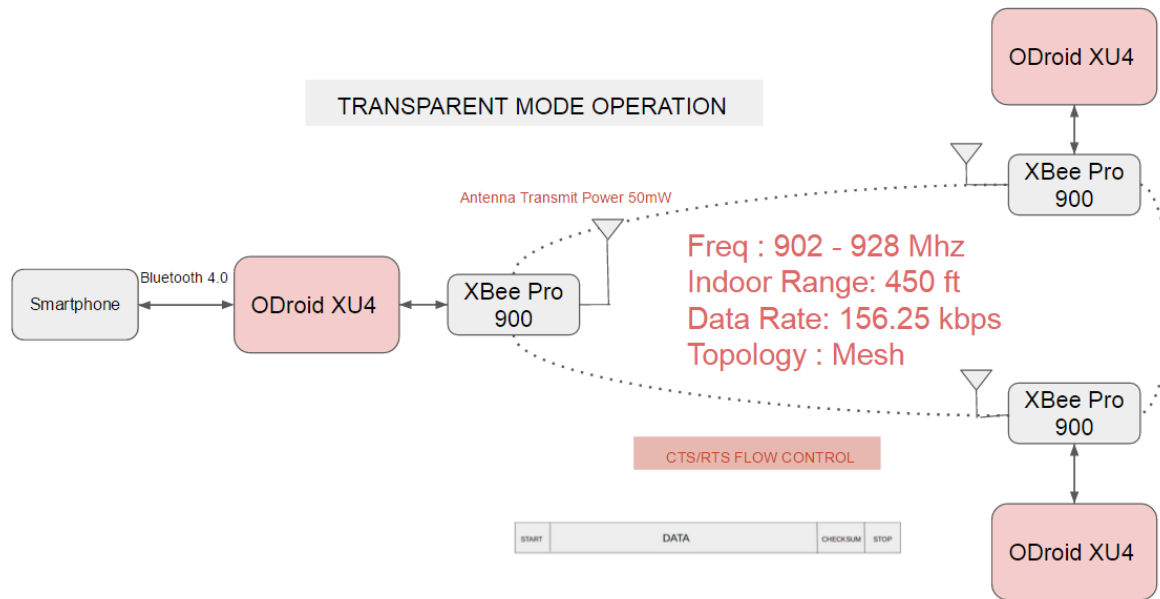 ODroid XU4
TRANSPARENT MODE OPERATION
XBee Pro
900
Antenna Transmit Power 50mW
Freq : 902 - 928 Mhz
Indoor Range: 450 ft
Data Rate: 156.25 kbps
Topology : Mesh
Bluetooth 4.0
Smartphone
ODroid XU4
XBee Pro
900
XBee Pro
900
CTS/RTS FLOW CONTROL
START DATA CHECKSUM STOP
ODroid XU4